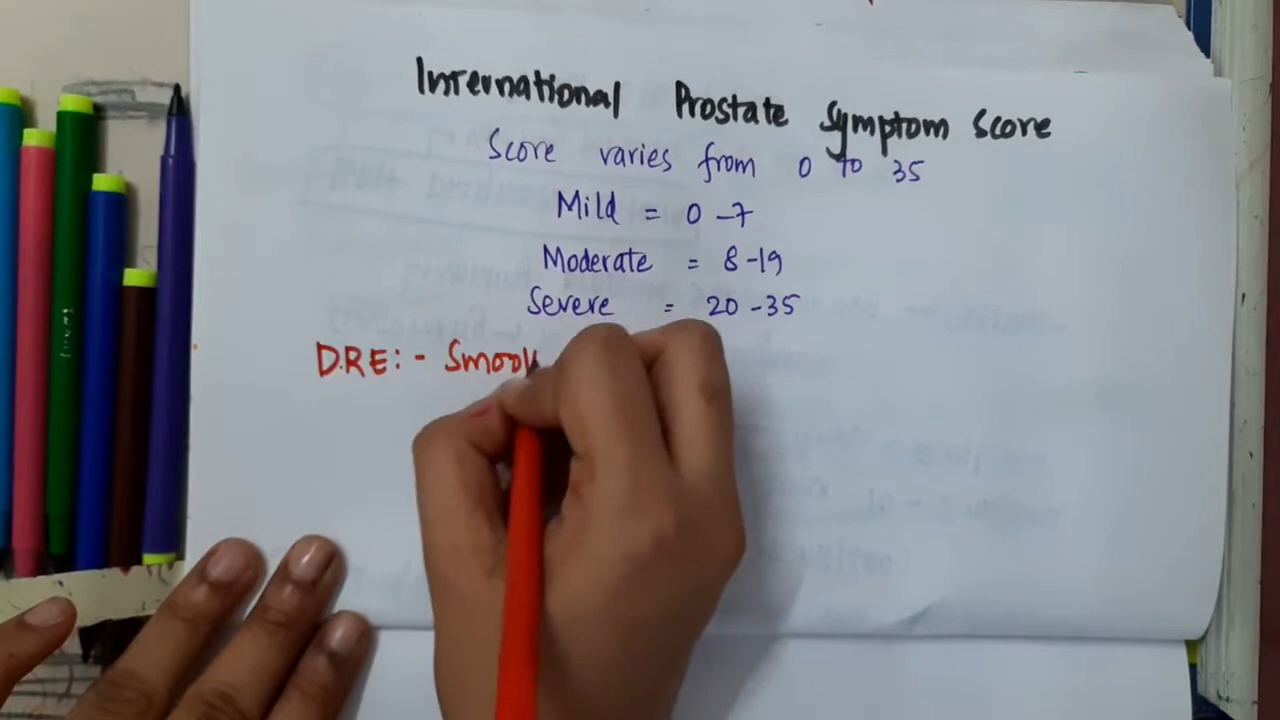 International Prostate Symptom Score
Score varies from 0 to 35
Mild = 0 - 7
Moderate = 8 - 19
Severe = 20 - 35
D.R.E : - Smoo